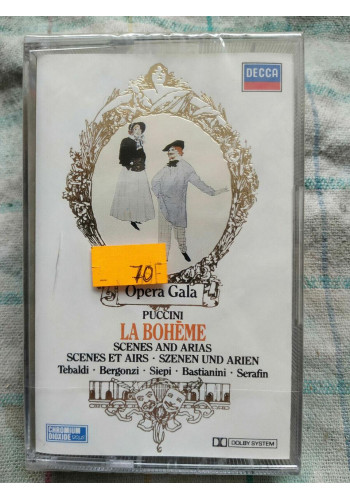 DECCA
70F
Opera Gala
PUCCINI
LA BOHÈME
SCENES AND ARIAS
SCENES ET AIRS · SZENEN UND ARIEN
Tebaldi · Bergonzi · Siepi · Bastianini · Serafin
CHROMIUM
DIOXIDE
DOLBY SYSTEM